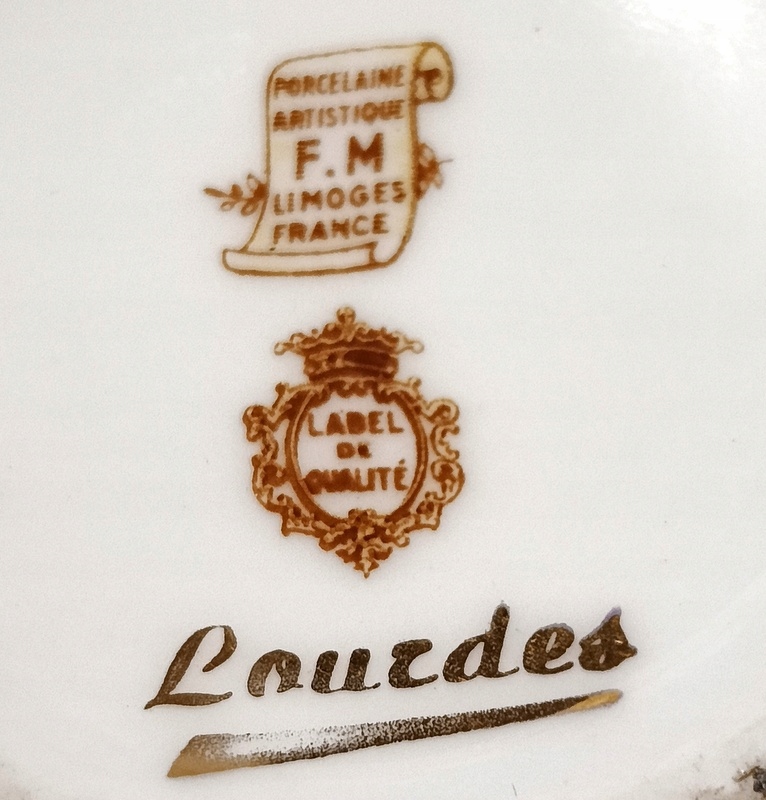 PORCELAINE
ARTISTIQUE
F.M
LIMOGES
FRANCE
LABEL
DE
QUALITÉ
Lourdes